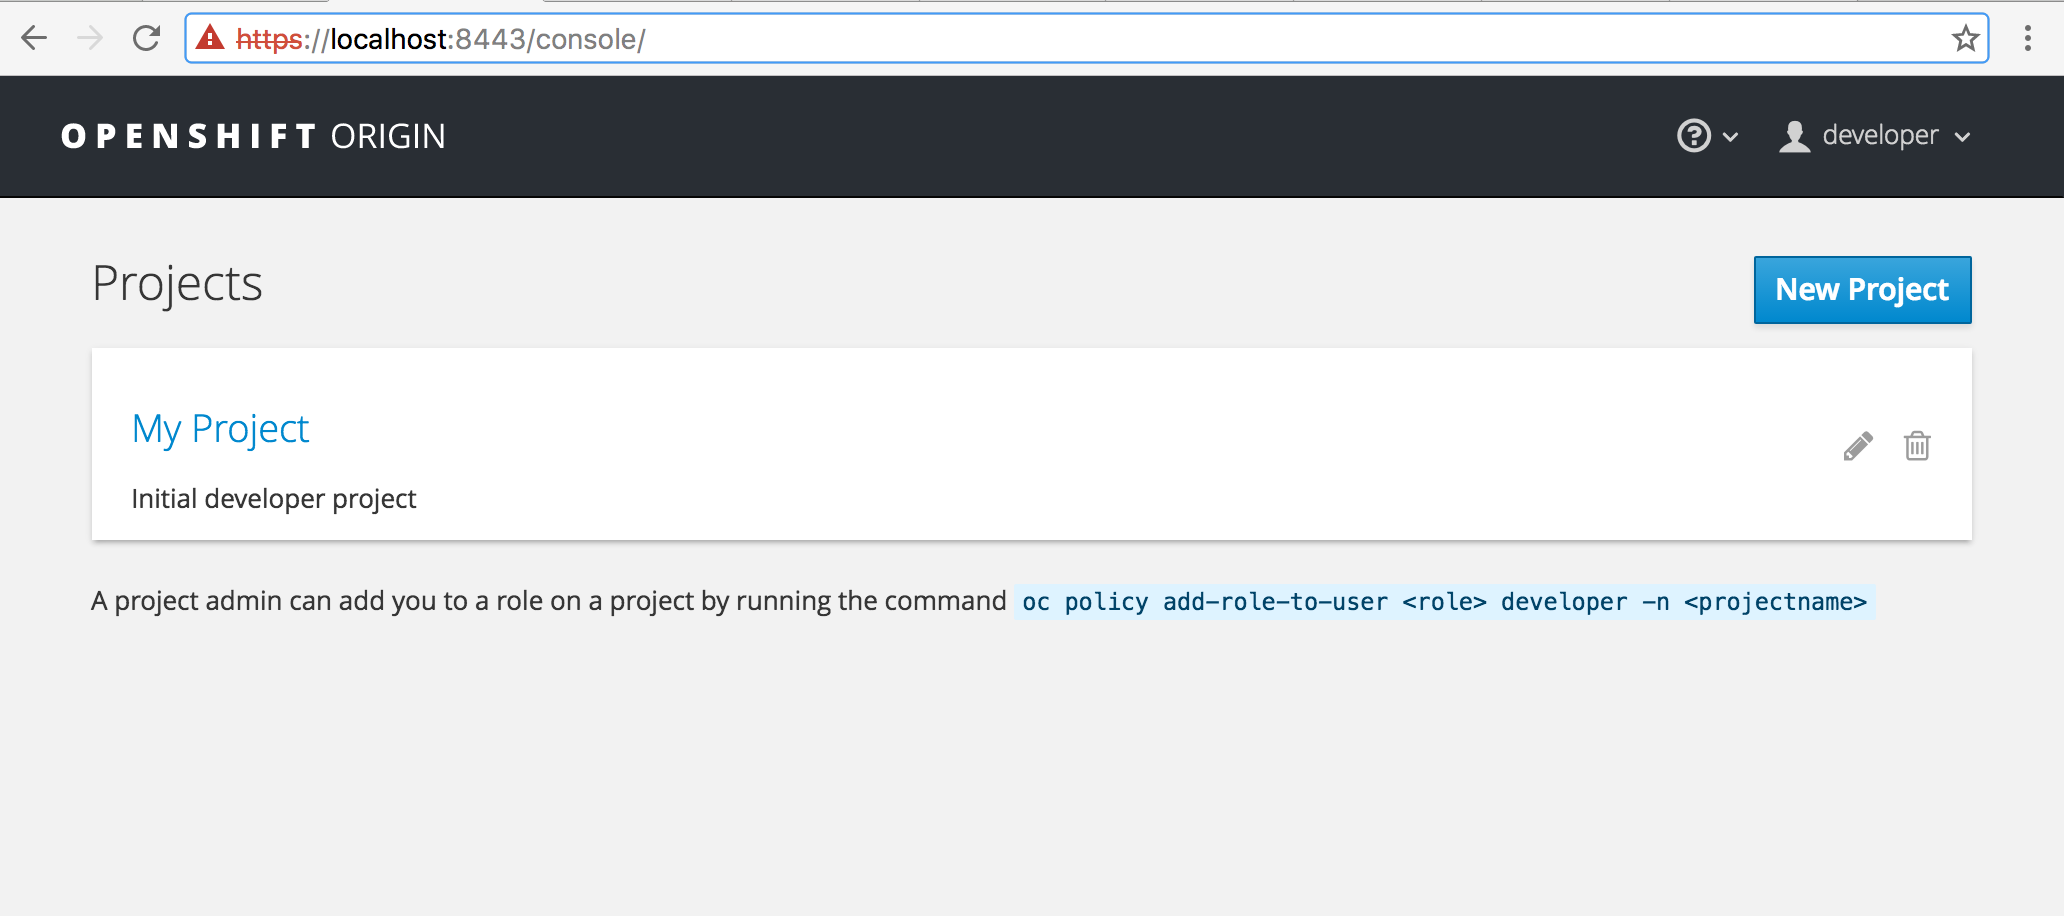 https://localhost:8443/console/
OPENSHIFT ORIGIN
developer
Projects
New Project
My Project
Initial developer project
A project admin can add you to a role on a project by running the command oc policy add-role-to-user <role> developer -n <projectname>